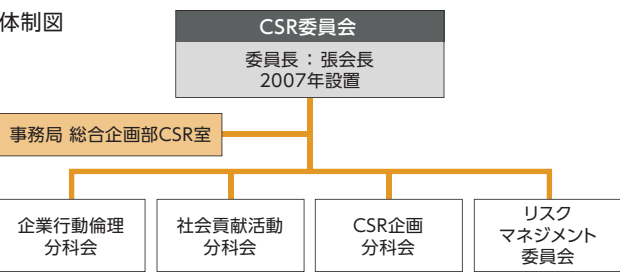 体制図
CSR委員会
委員長：張会長
2007年設置
事務局 総合企画部CSR室
企業行動倫理
分科会
社会貢献活動
分科会
CSR企画
分科会
リスク
マネジメント
委員会